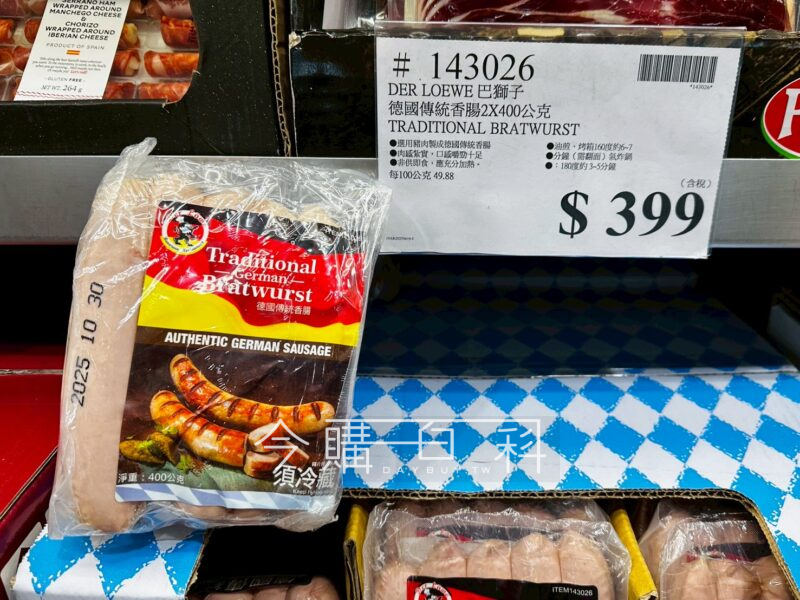 SERRANO HAM
WRAPPED AROUND
MANCHEGO CHEESE
&
CHORIZO
WRAPPED AROUND
IBERIAN CHEESE
PRODUCT OF SPAIN
GLUTEN FREE
NET WT. 264 g
# 143026
*143026*
DER LOEWE 巴獅子
德國傳統香腸2X400公克
TRADITIONAL BRATWURST
●選用豬肉製成德國傳統香腸
●肉感紮實，口感嚼勁十足
●非供即食，應充分加熱。
●油煎、烤箱160度約6~7
●分鐘（需翻面）氣炸鍋
●：180度約 3~5分鐘
每100公克 49.88
(含稅)
$ 399
Traditional
German
Bratwurst
德國傳統香腸
AUTHENTIC GERMAN SAUSAGE
2025 10 30
淨重：400公克
須冷藏
今購百科
DAYBUY.TW
ITEM143026